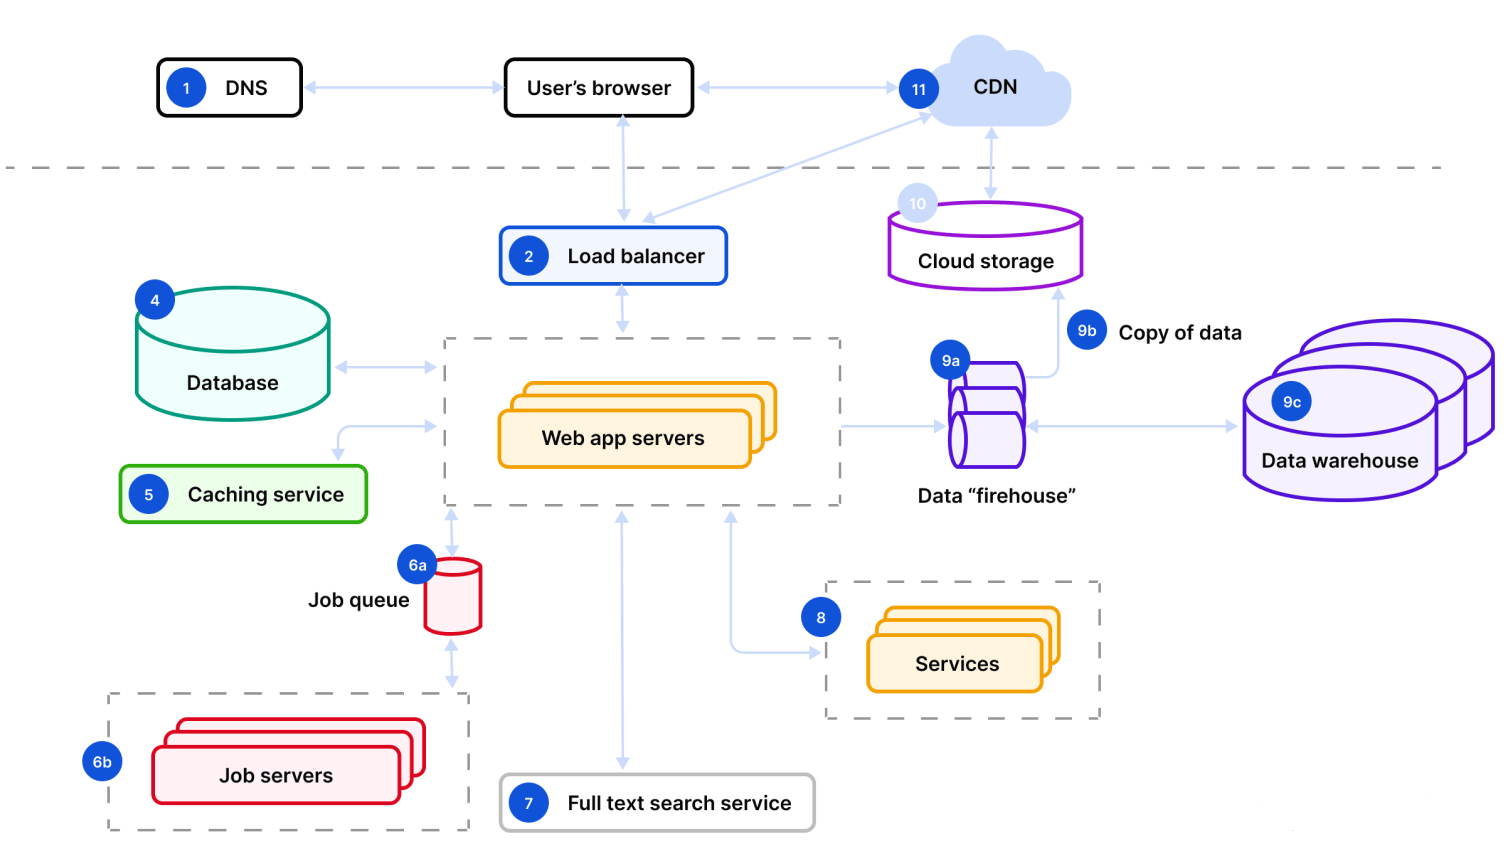 1 DNS
User's browser
11 CDN
10
Cloud storage
2 Load balancer
4
Database
9b Copy of data
9a
9c
Data warehouse
Web app servers
5 Caching service
Data “firehouse”
6a
Job queue
8
Services
6b
Job servers
7 Full text search service